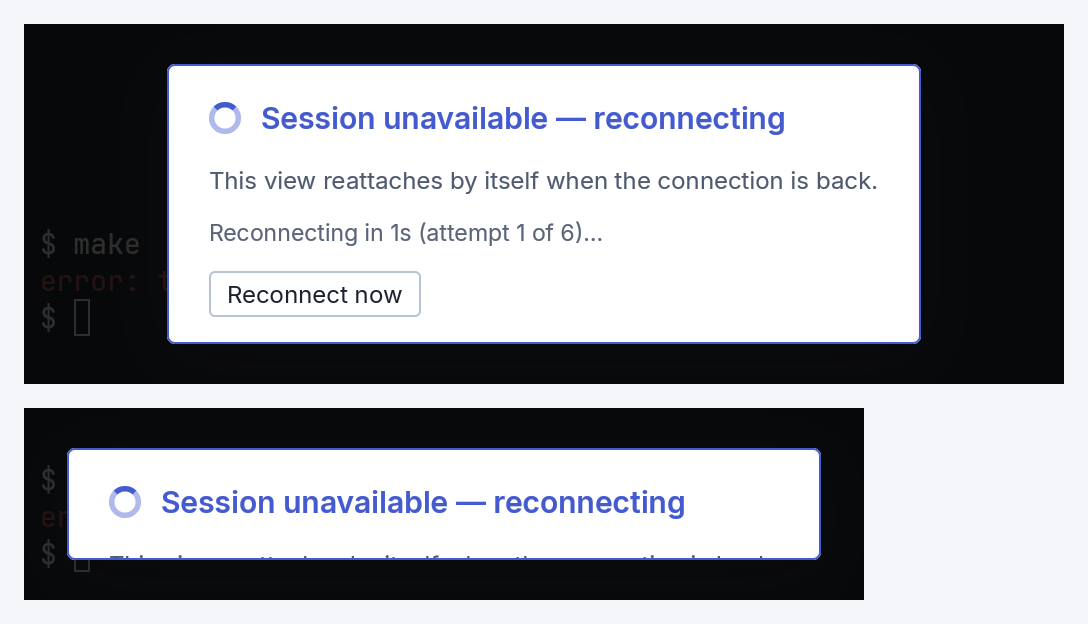 Session unavailable — reconnecting
This view reattaches by itself when the connection is back.
Reconnecting in 1s (attempt 1 of 6)...
$ make
error:
$
Reconnect now
$
Session unavailable — reconnecting
$